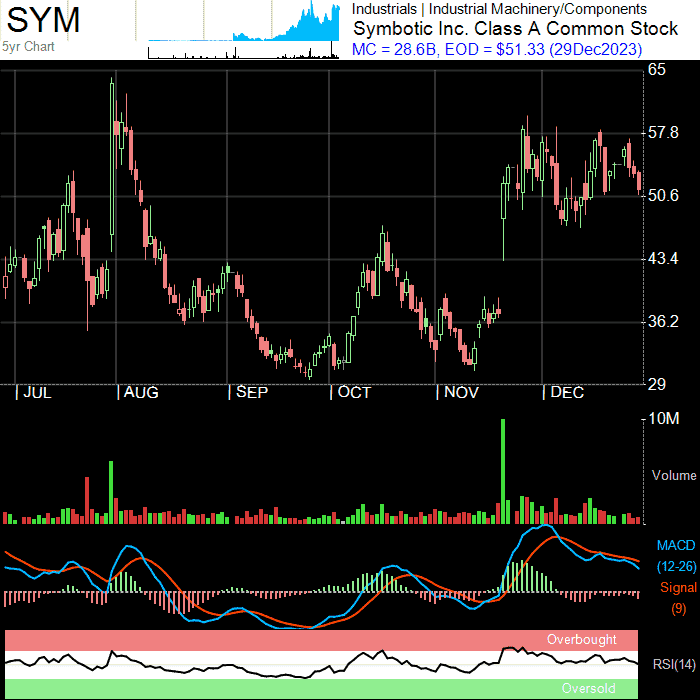 SYM
5yr Chart
Industrials | Industrial Machinery/Components
Symbotic Inc. Class A Common Stock
MC = 28.6B, EOD = $51.33 (29Dec2023)
65
57.8
50.6
43.4
36.2
29
JUL
AUG
SEP
OCT
NOV
DEC
10M
Volume
MACD
(12-26)
Signal
(9)
Overbought
RSI(14)
Oversold